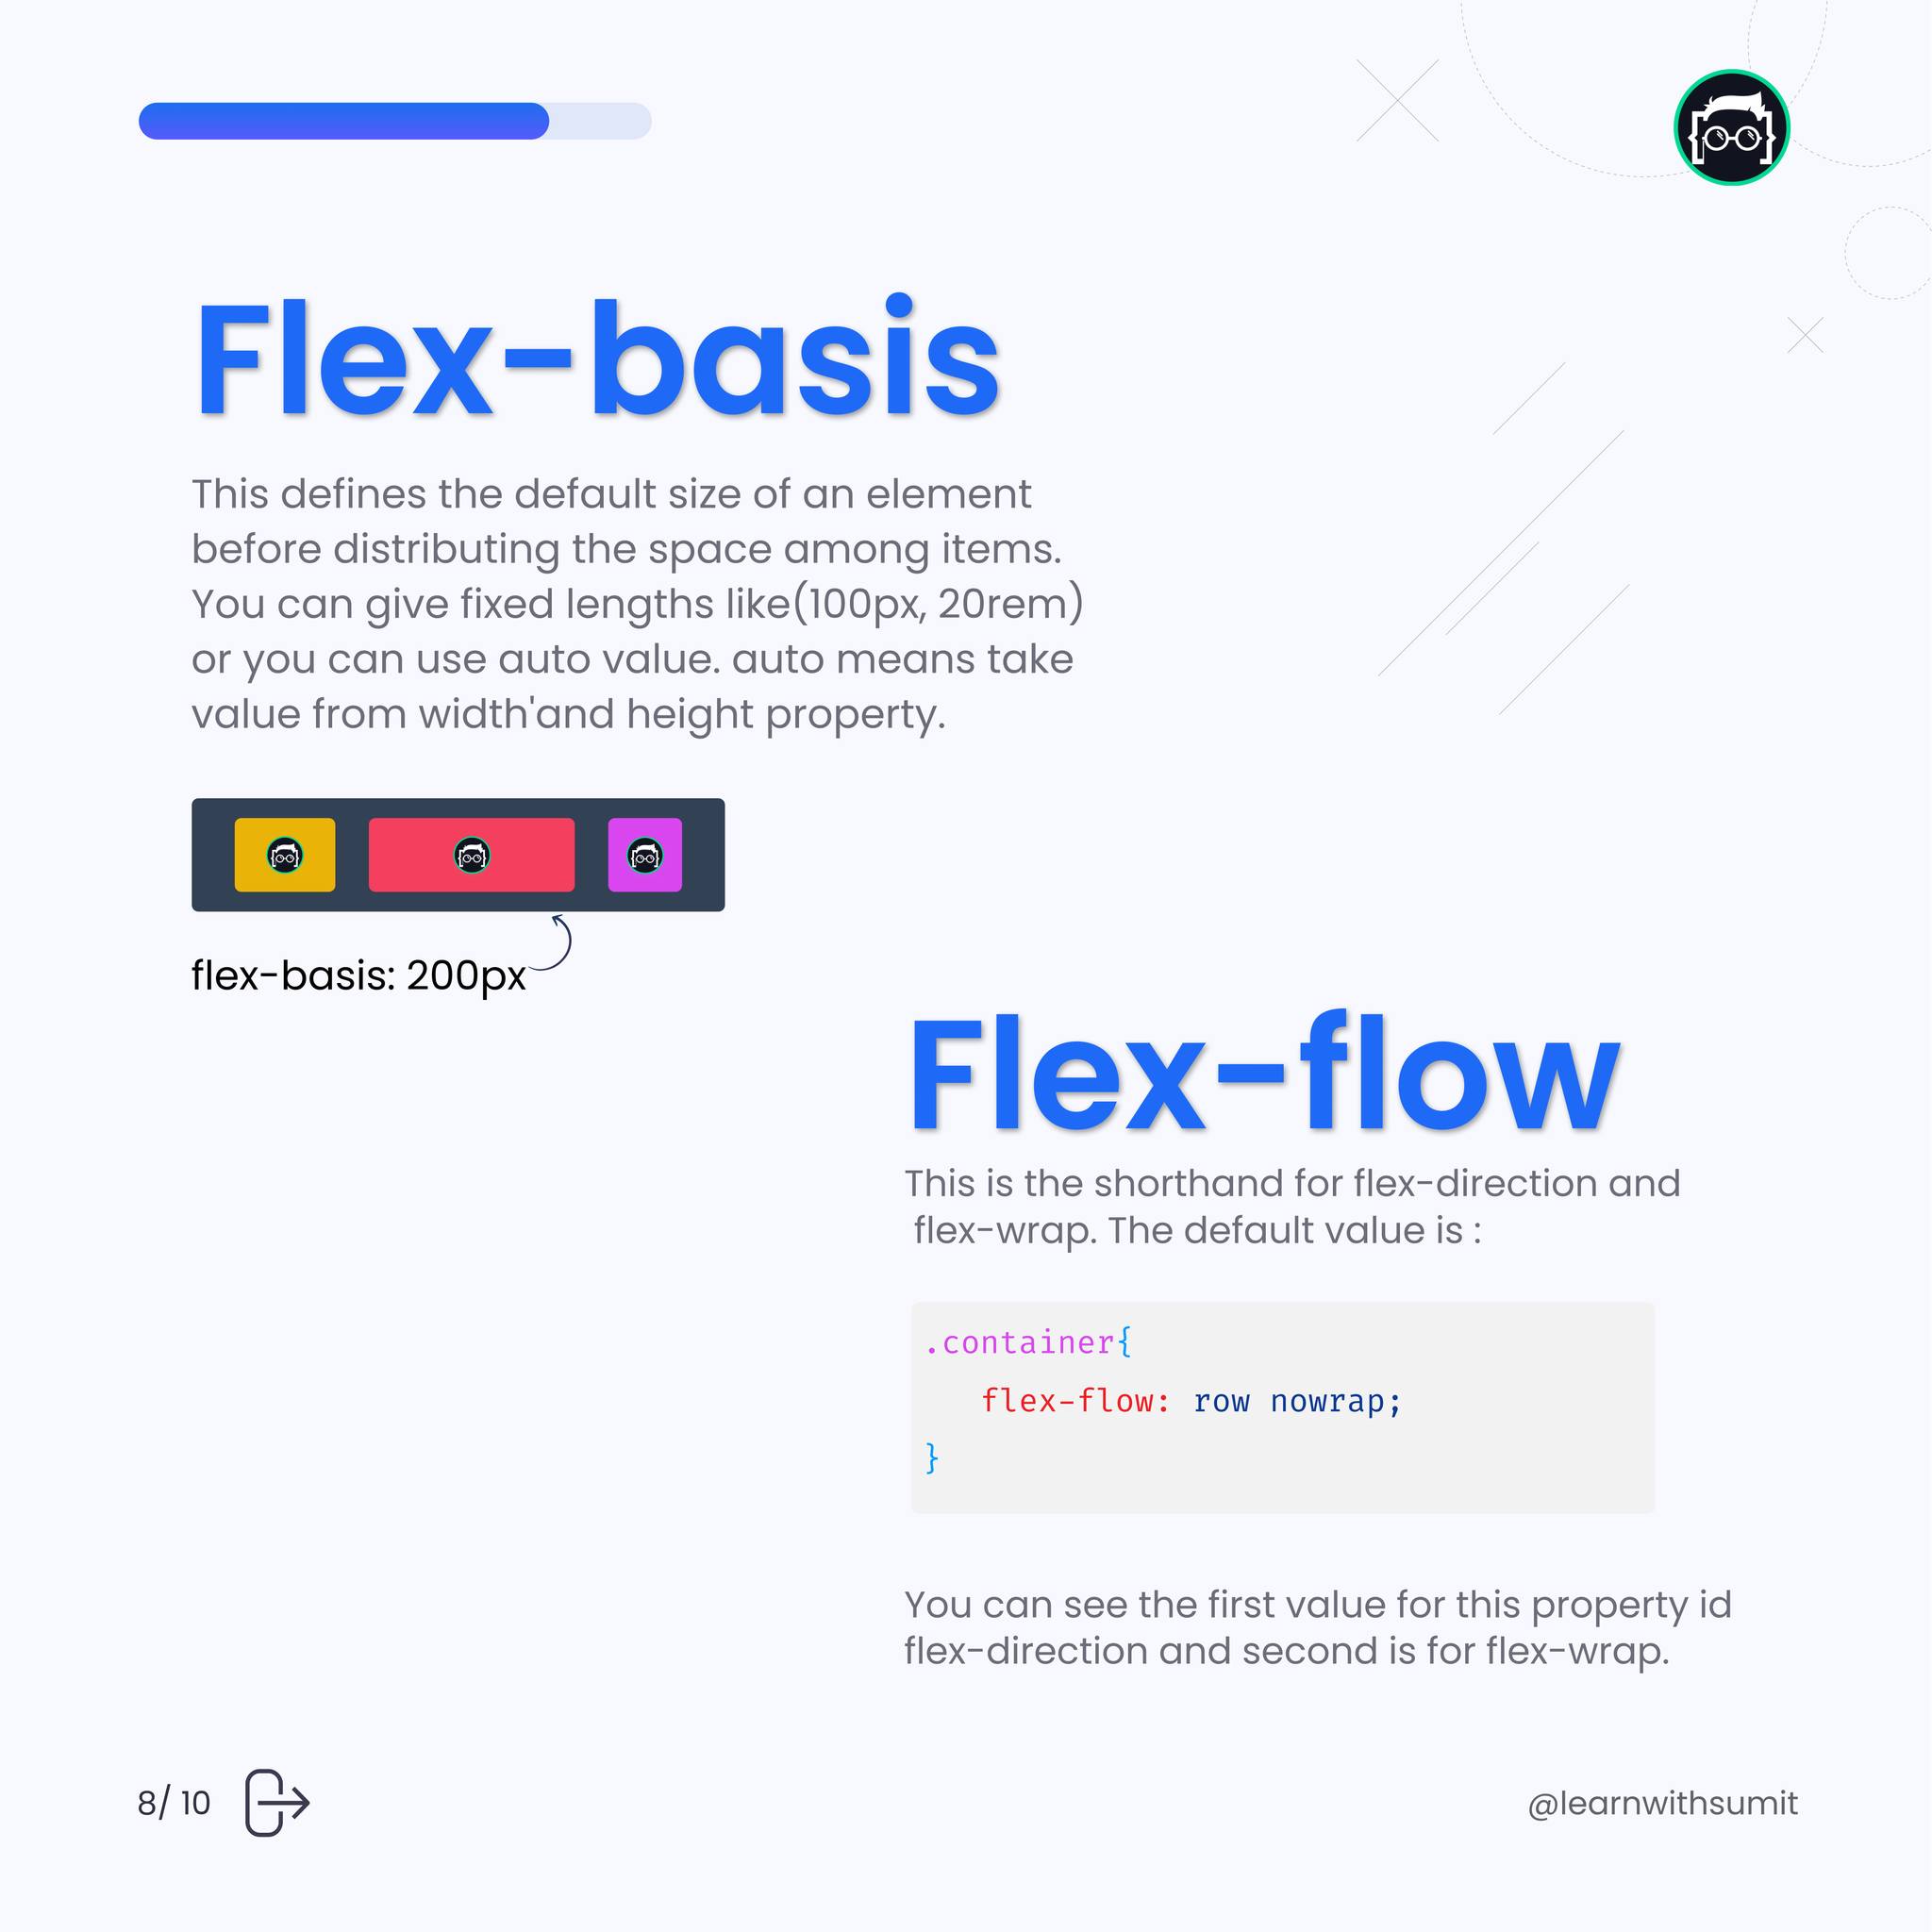 Flex-basis
This defines the default size of an element
before distributing the space among items.
You can give fixed lengths like(100px, 20rem)
or you can use auto value. auto means take
value from width'and height property.
flex-basis: 200px
Flex-flow
This is the shorthand for flex-direction and
flex-wrap. The default value is :
.container{
flex-flow: row nowrap;
}
You can see the first value for this property id
flex-direction and second is for flex-wrap.
8/ 10
@learnwithsumit